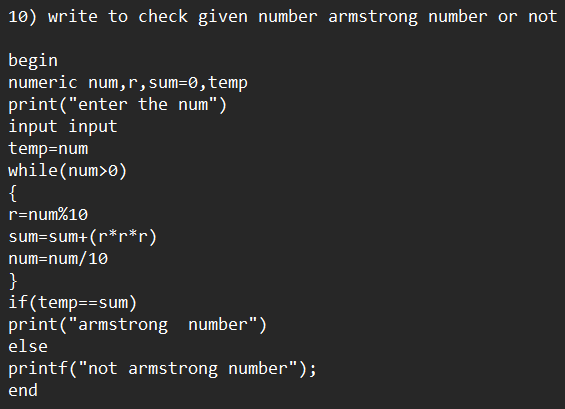 10) write to check given number armstrong number or not
begin
numeric num,r,sum=0,temp
print("enter the num")
input input
temp=num
while(num>0)
{
r=num%10
sum=sum+(r*r*r)
num=num/10
}
if(temp==sum)
print("armstrong  number")
else
printf("not armstrong number");
end